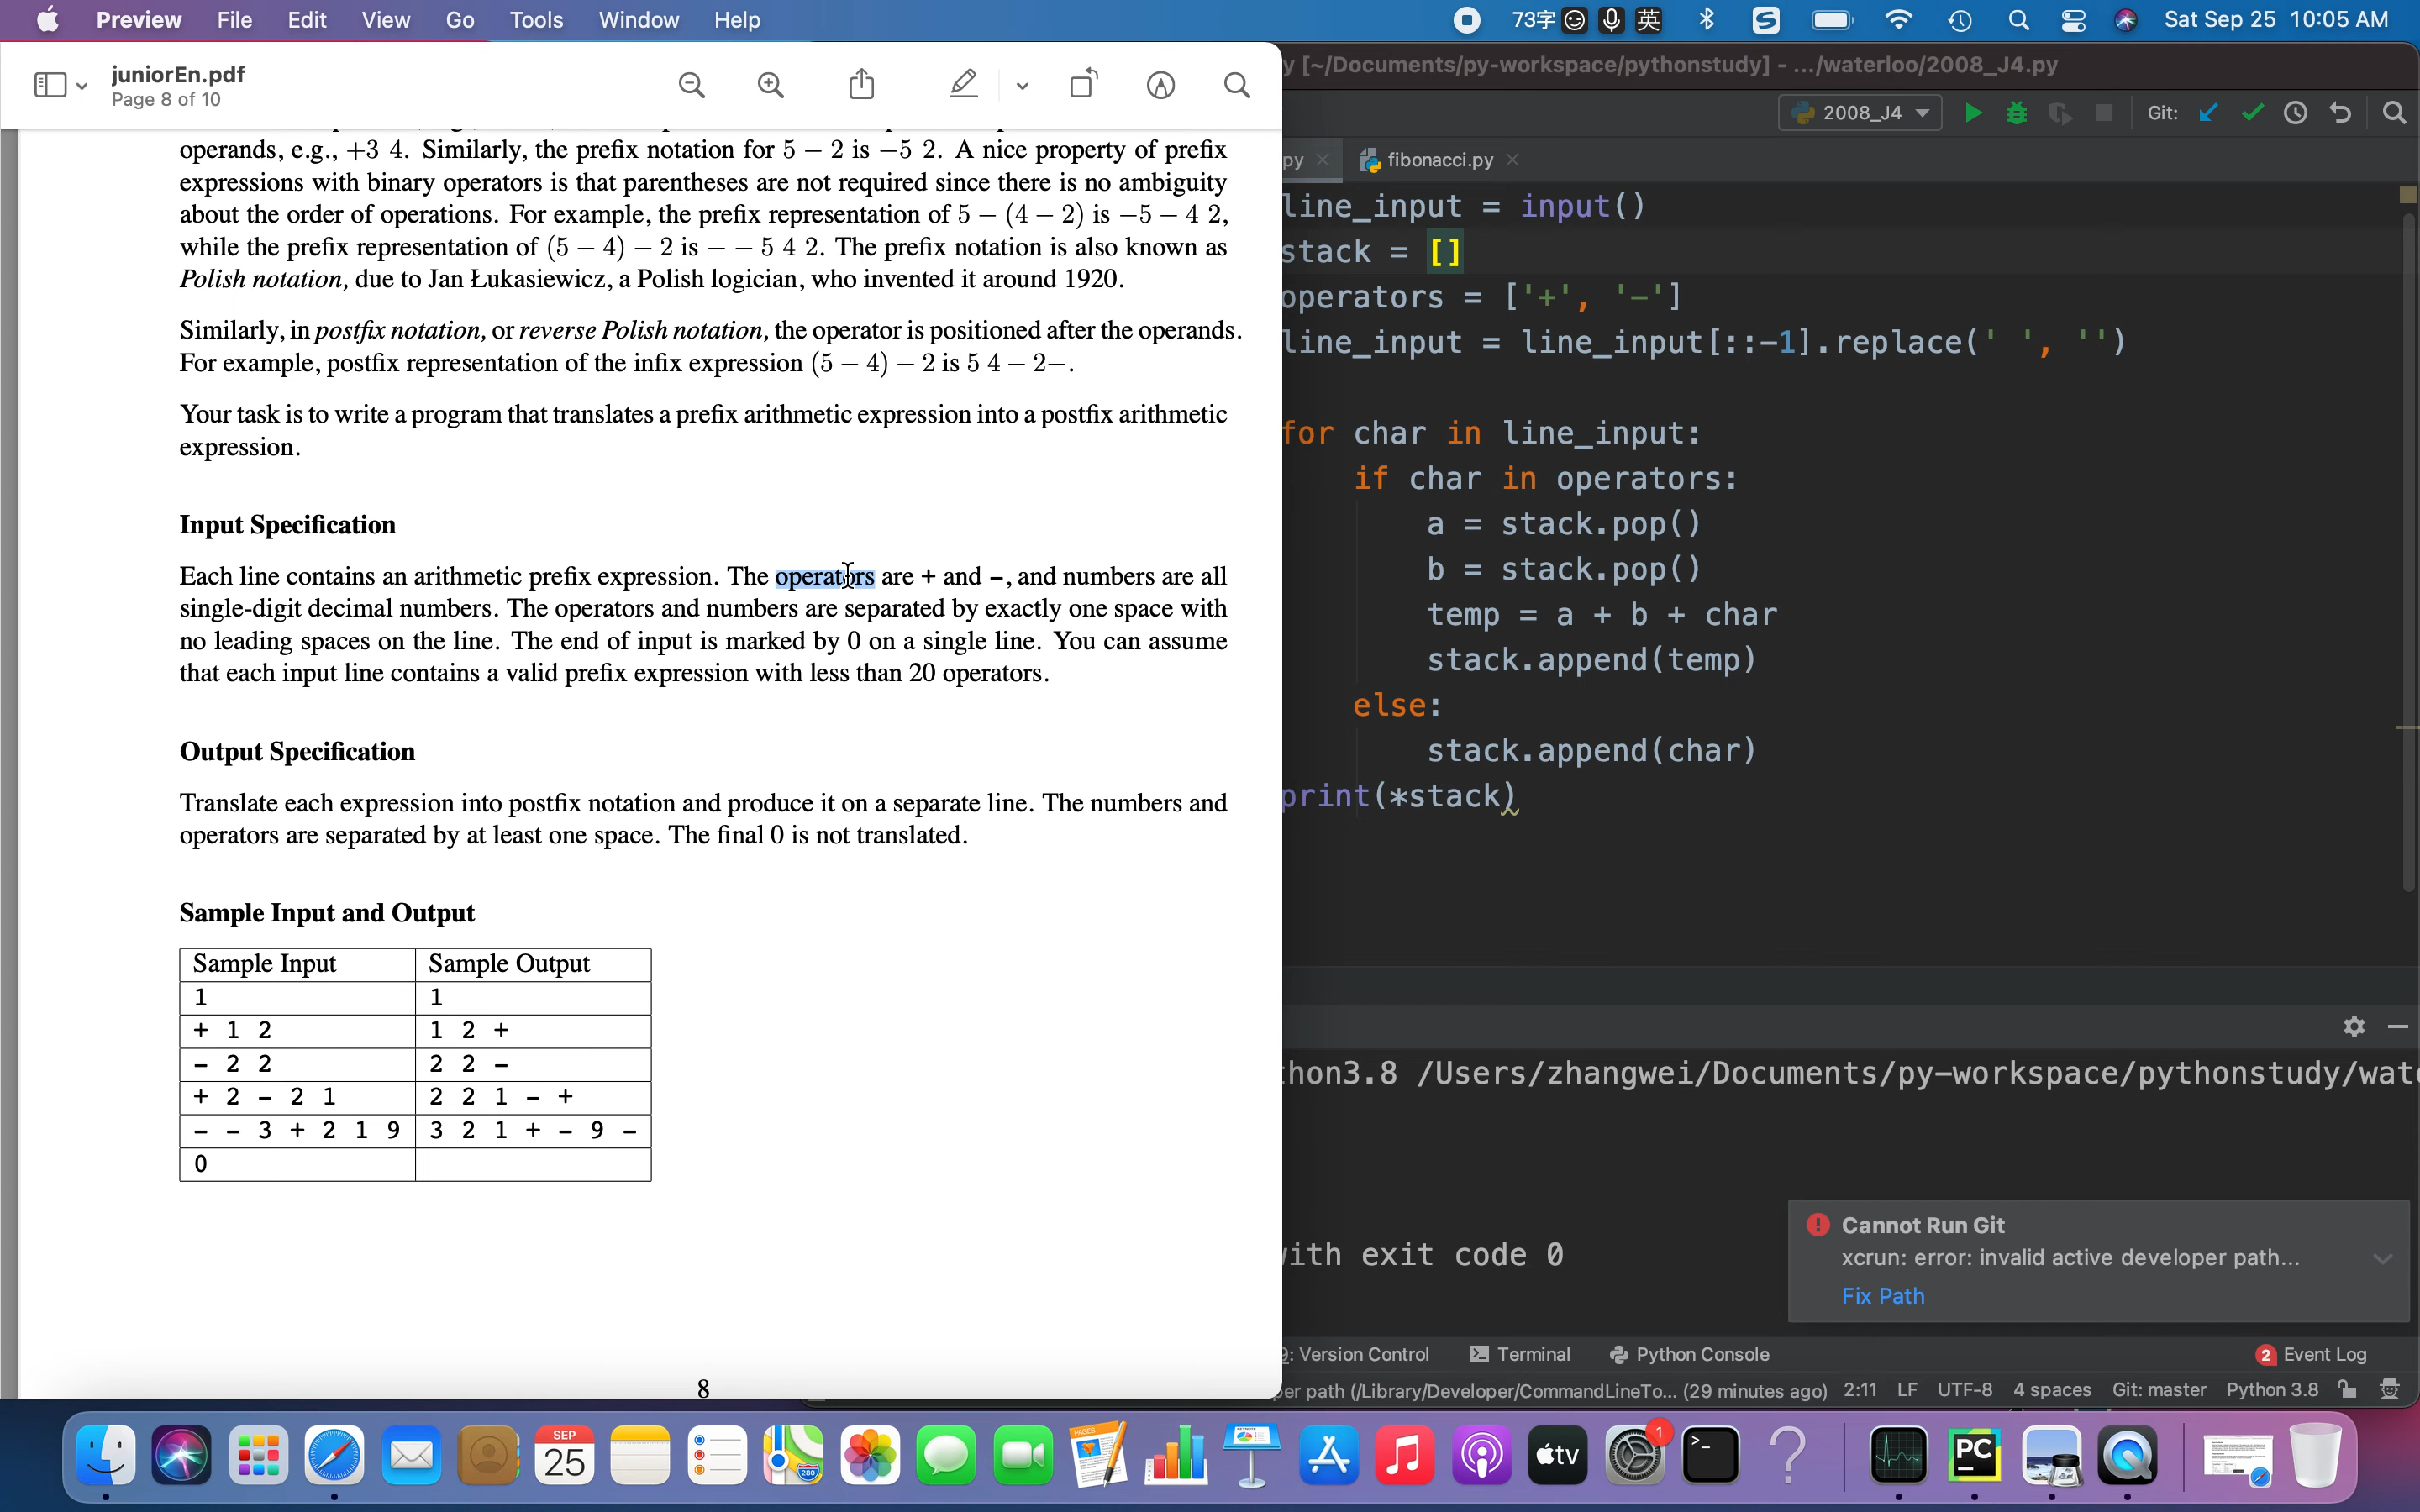 Preview File Edit View Go Tools Window Help
73字 英 Sat Sep 25 10:05 AM
juniorEn.pdf
Page 8 of 10
operands, e.g., +3 4. Similarly, the prefix notation for 5 − 2 is −5 2. A nice property of prefix
expressions with binary operators is that parentheses are not required since there is no ambiguity
about the order of operations. For example, the prefix representation of 5 − (4 − 2) is −5 − 4 2,
while the prefix representation of (5 − 4) − 2 is − − 5 4 2. The prefix notation is also known as
Polish notation, due to Jan Łukasiewicz, a Polish logician, who invented it around 1920.
Similarly, in postfix notation, or reverse Polish notation, the operator is positioned after the operands.
For example, postfix representation of the infix expression (5 − 4) − 2 is 5 4 − 2−.
Your task is to write a program that translates a prefix arithmetic expression into a postfix arithmetic
expression.
Input Specification
Each line contains an arithmetic prefix expression. The operators are + and −, and numbers are all
single-digit decimal numbers. The operators and numbers are separated by exactly one space with
no leading spaces on the line. The end of input is marked by 0 on a single line. You can assume
that each input line contains a valid prefix expression with less than 20 operators.
Output Specification
Translate each expression into postfix notation and produce it on a separate line. The numbers and
operators are separated by at least one space. The final 0 is not translated.
Sample Input and Output
Sample Input Sample Output
1 1
+ 1 2 1 2 +
- 2 2 2 2 -
+ 2 - 2 1 2 2 1 - +
- - 3 + 2 1 9 3 2 1 + - 9 -
0
8
y [~/Documents/py-workspace/pythonstudy] - .../waterloo/2008_J4.py
2008_J4 Git:
py fibonacci.py
line_input = input()
stack = []
operators = ['+', '-']
line_input = line_input[::-1].replace(' ', '')
for char in line_input:
if char in operators:
a = stack.pop()
b = stack.pop()
temp = a + b + char
stack.append(temp)
else:
stack.append(char)
print(*stack)
thon3.8 /Users/zhangwei/Documents/py-workspace/pythonstudy/wat
with exit code 0
Cannot Run Git
xcrun: error: invalid active developer path...
Fix Path
9: Version Control Terminal Python Console 2 Event Log
per path (/Library/Developer/CommandLineTo... (29 minutes ago) 2:11 LF UTF-8 4 spaces Git: master Python 3.8
SEP
25
PAGES
280
tv
1
>_
PC